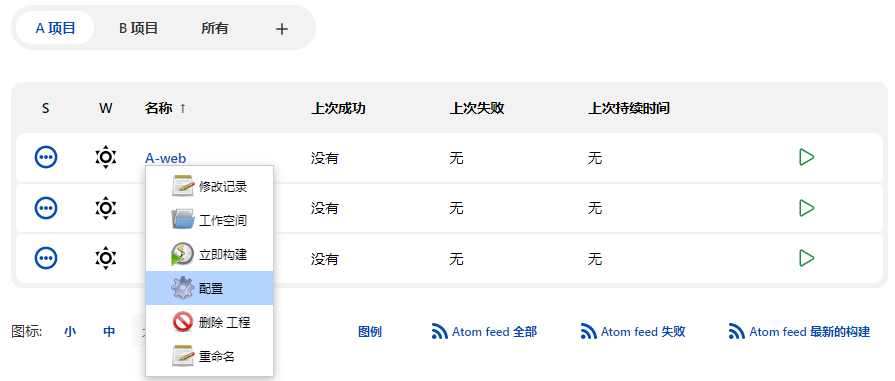 A 项目 B 项目 所有 +
S W 名称 ↑ 上次成功 上次失败 上次持续时间
A-web 没有 无 无
修改记录
工作空间 没有 无 无
立即构建 没有 无 无
配置
删除 工程
图标: 小 中 图例 Atom feed 全部 Atom feed 失败 Atom feed 最新的构建
重命名